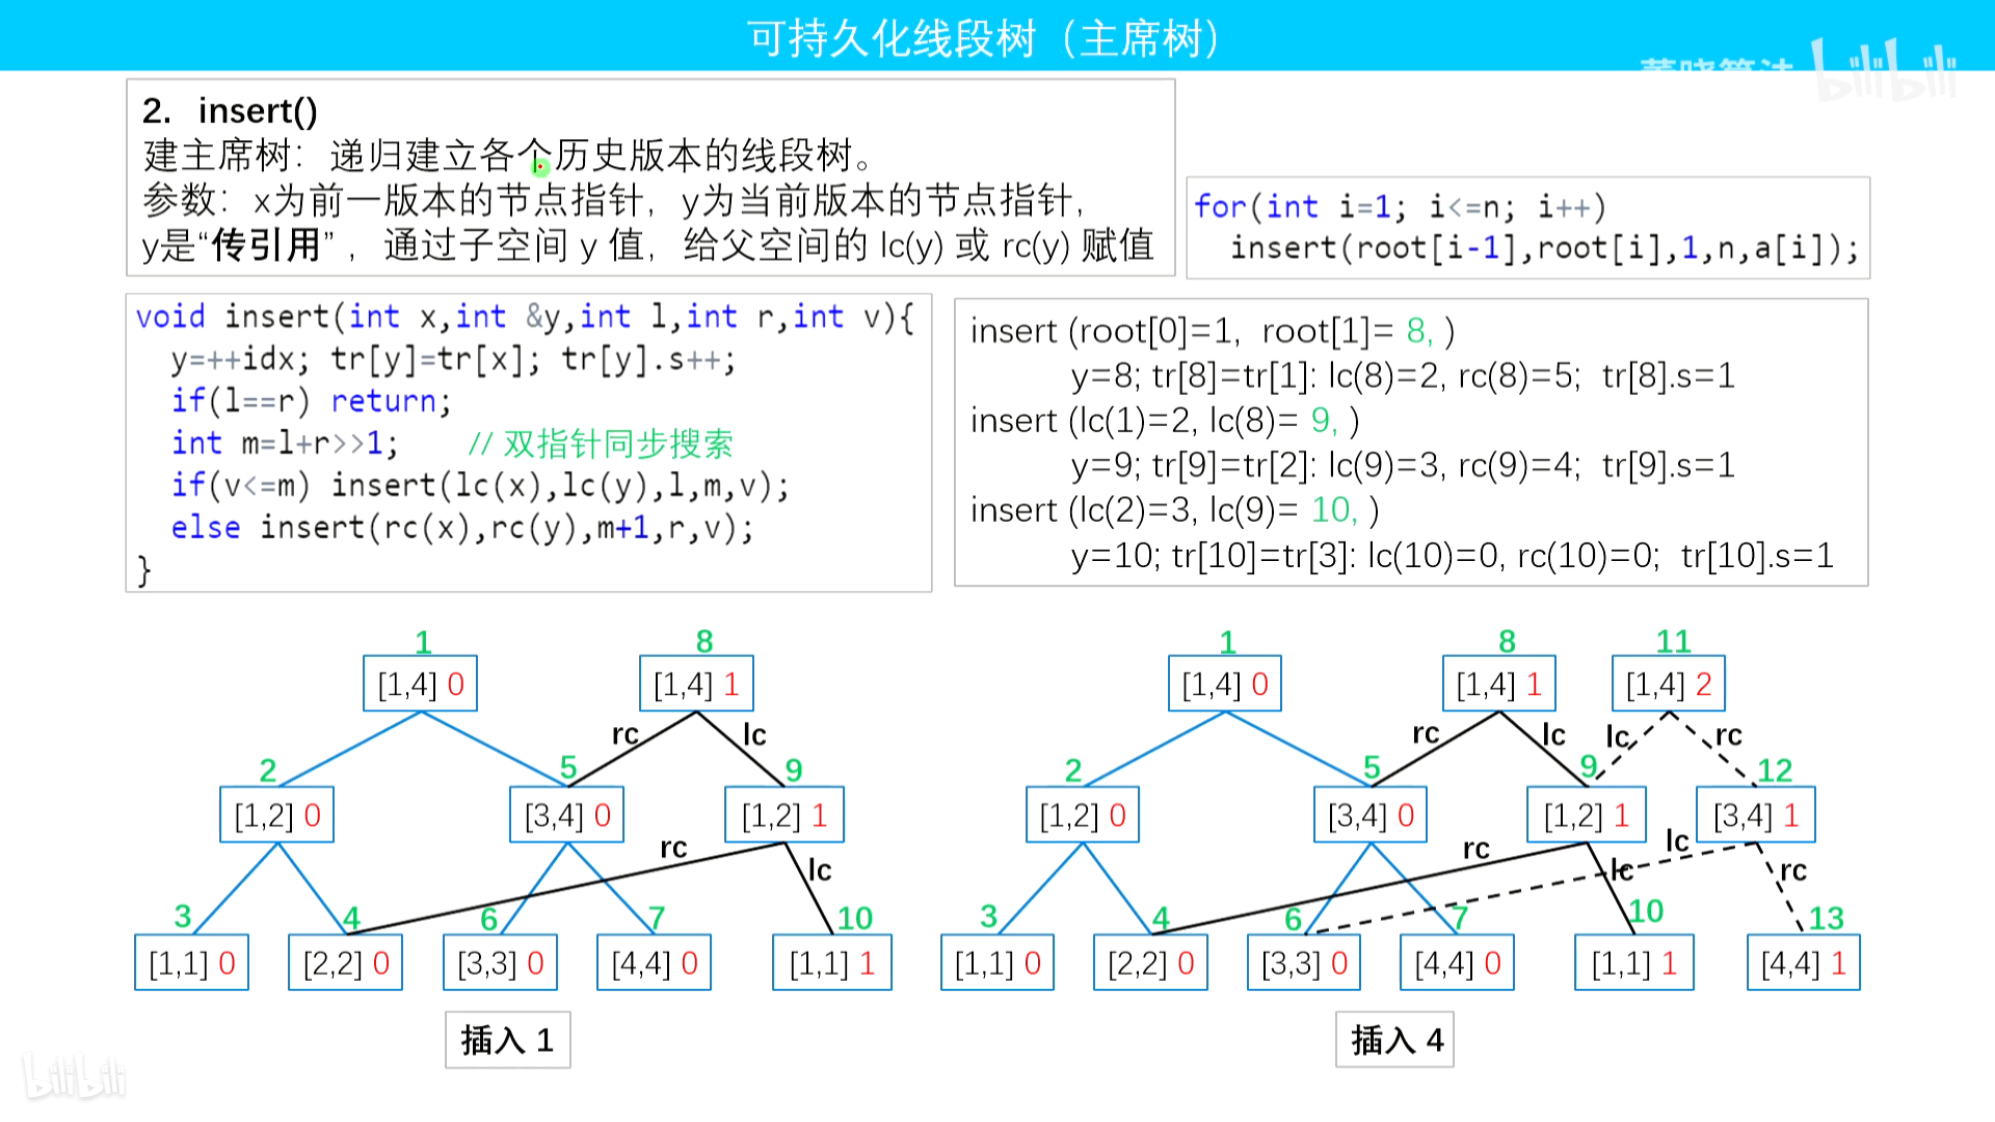 可持久化线段树（主席树）
bilibili
2. insert()
建主席树：递归建立各个历史版本的线段树。
参数：x为前一版本的节点指针，y为当前版本的节点指针，
y是“传引用”，通过子空间 y 值，给父空间的 lc(y) 或 rc(y) 赋值
for(int i=1; i<=n; i++)
insert(root[i-1],root[i],1,n,a[i]);
void insert(int x,int &y,int l,int r,int v){
y=++idx; tr[y]=tr[x]; tr[y].s++;
if(l==r) return;
int m=l+r>>1; // 双指针同步搜索
if(v<=m) insert(lc(x),lc(y),l,m,v);
else insert(rc(x),rc(y),m+1,r,v);
}
insert (root[0]=1, root[1]= 8, )
y=8; tr[8]=tr[1]: lc(8)=2, rc(8)=5; tr[8].s=1
insert (lc(1)=2, lc(8)= 9, )
y=9; tr[9]=tr[2]: lc(9)=3, rc(9)=4; tr[9].s=1
insert (lc(2)=3, lc(9)= 10, )
y=10; tr[10]=tr[3]: lc(10)=0, rc(10)=0; tr[10].s=1
1 8
[1,4] 0 [1,4] 1
rc lc
2 5 9
[1,2] 0 [3,4] 0 [1,2] 1
rc lc
3 4 6 7 10
[1,1] 0 [2,2] 0 [3,3] 0 [4,4] 0 [1,1] 1
插入 1
1 8 11
[1,4] 0 [1,4] 1 [1,4] 2
rc lc lc rc
2 5 9 12
[1,2] 0 [3,4] 0 [1,2] 1 [3,4] 1
rc lc lc rc
3 4 6 7 10 13
[1,1] 0 [2,2] 0 [3,3] 0 [4,4] 0 [1,1] 1 [4,4] 1
插入 4
bilibili